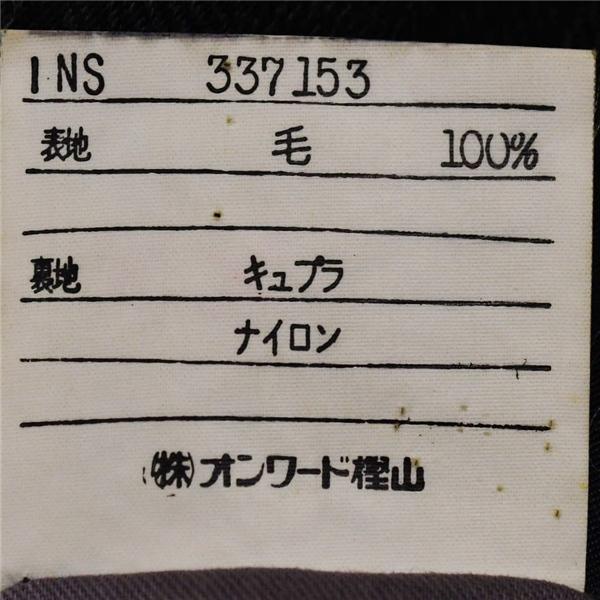 INS 337153
表地 毛 100%
裏地 キュプラ
ナイロン
㈱オンワード樫山